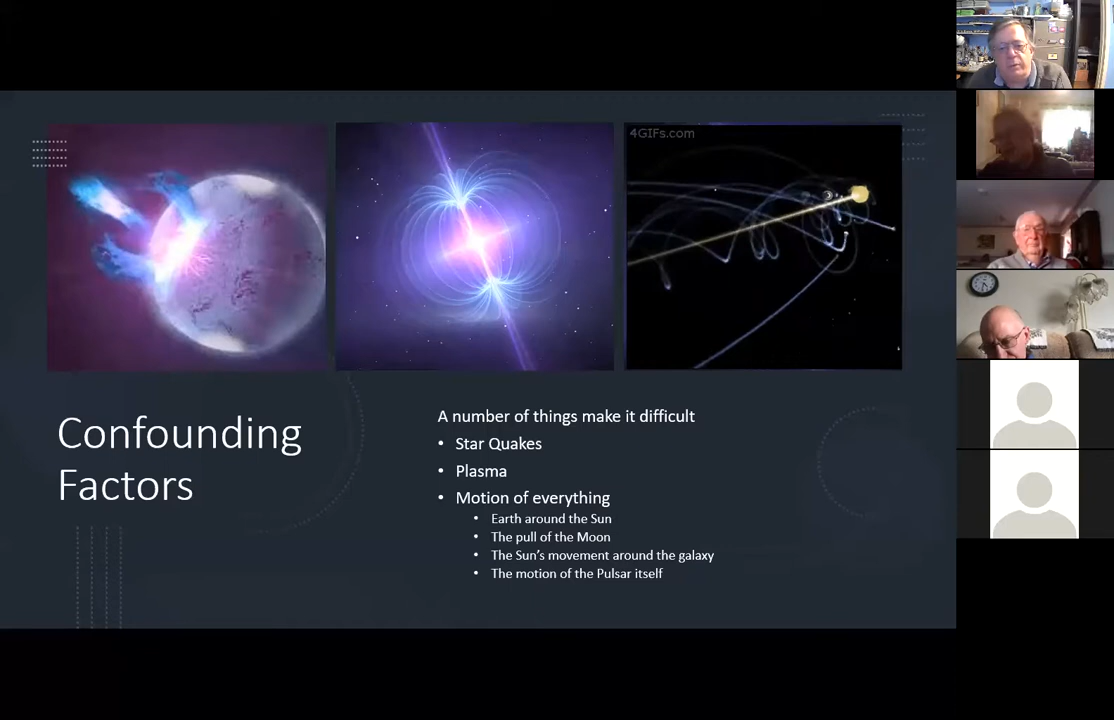 4GIFs.com
Confounding
Factors
A number of things make it difficult
• Star Quakes
• Plasma
• Motion of everything
• Earth around the Sun
• The pull of the Moon
• The Sun's movement around the galaxy
• The motion of the Pulsar itself